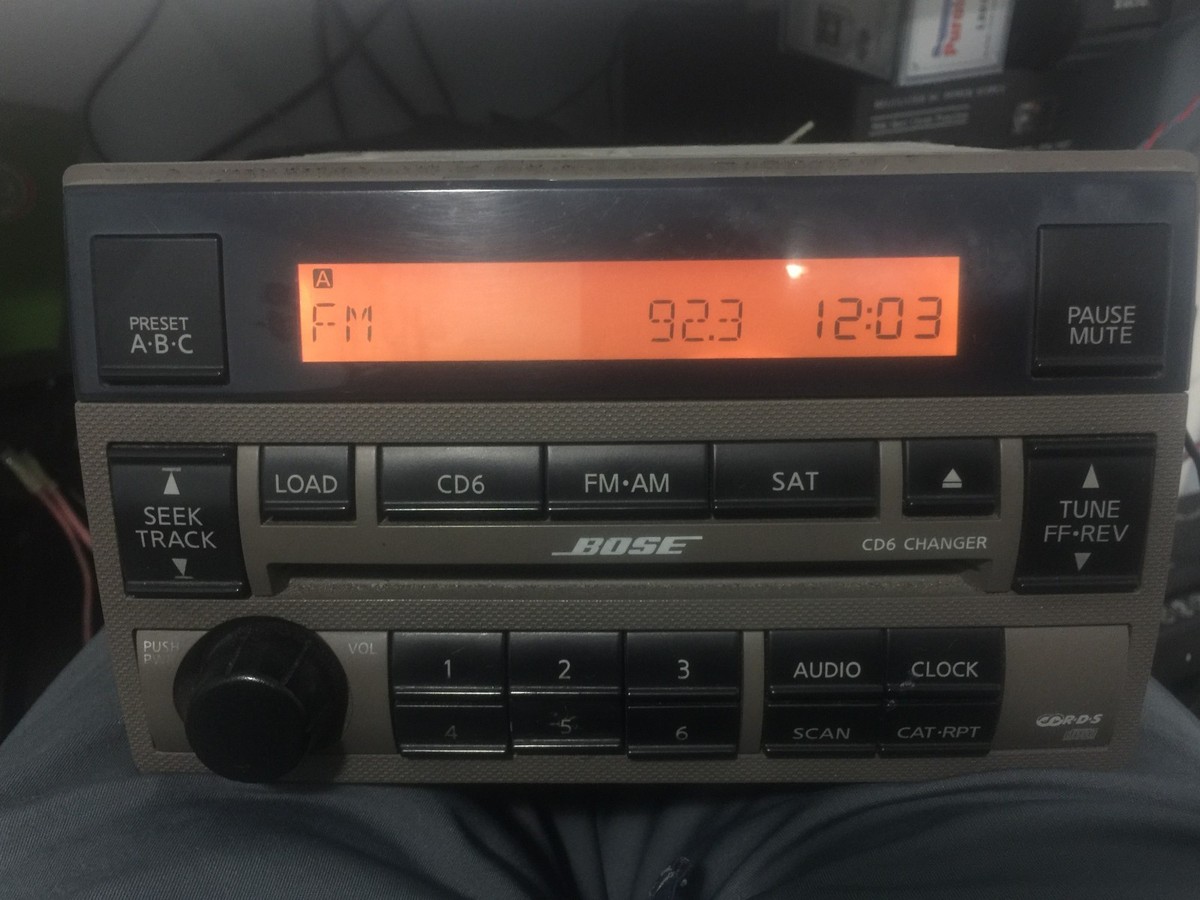 A
FM 92.3 12:03
PRESET
A·B·C
PAUSE
MUTE
LOAD
CD6
FM·AM
SAT
SEEK
TRACK
TUNE
FF·REV
BOSE
CD6 CHANGER
PUSH
VOL
1
2
3
AUDIO
CLOCK
4
5
6
SCAN
CAT·RPT
R·D·S